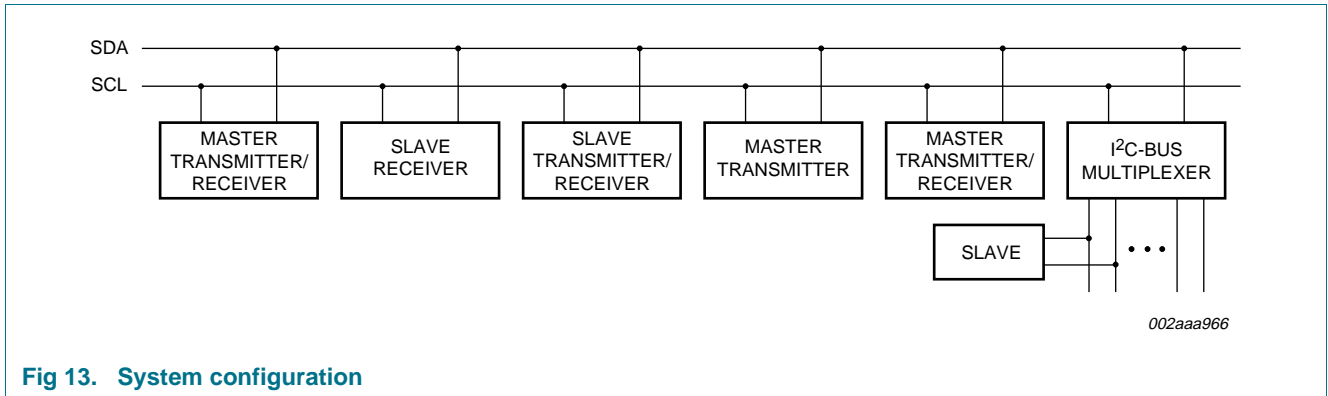 SDA
SCL
MASTER
TRANSMITTER/
RECEIVER
SLAVE
RECEIVER
SLAVE
TRANSMITTER/
RECEIVER
MASTER
TRANSMITTER
MASTER
TRANSMITTER/
RECEIVER
I2C-BUS
MULTIPLEXER
SLAVE
002aaa966
Fig 13. System configuration